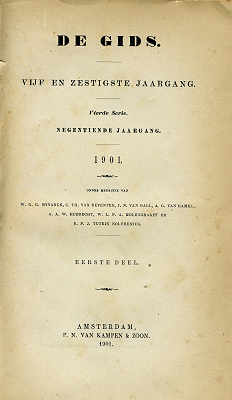 DE GIDS.
VIJF EN ZESTIGSTE JAARGANG.
Vierde Serie.
NEGENTIENDE JAARGANG.
1901.
ONDER REDACTIE VAN
W. G. C. BYVANCK, C. TH. VAN DEVENTER, J. N. VAN HALL, A. G. VAN HAMEL,
A. A. W. HUBRECHT, W. L. P. A. MOLENGRAAFF EN
R. P. J. TUTEIN NOLTHENIUS.
EERSTE DEEL.
AMSTERDAM,
P. N. VAN KAMPEN & ZOON.
1901.